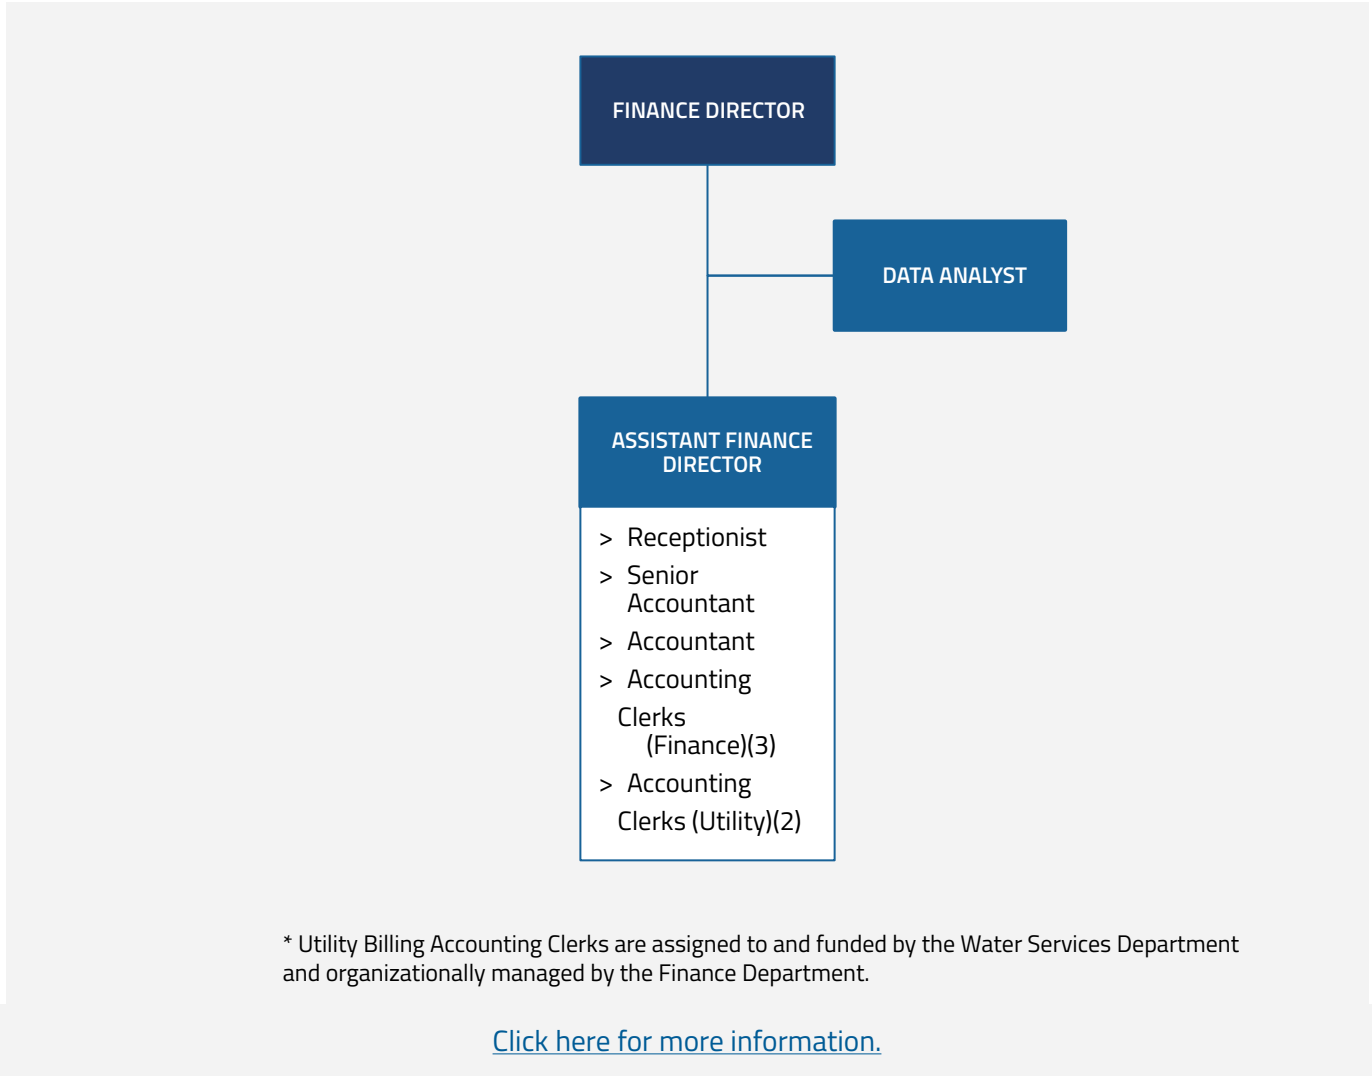 FINANCE DIRECTOR
DATA ANALYST
ASSISTANT FINANCE
DIRECTOR
> Receptionist
> Senior
Accountant
> Accountant
> Accounting
Clerks
(Finance)(3)
> Accounting
Clerks (Utility)(2)
* Utility Billing Accounting Clerks are assigned to and funded by the Water Services Department
and organizationally managed by the Finance Department.
Click here for more information.